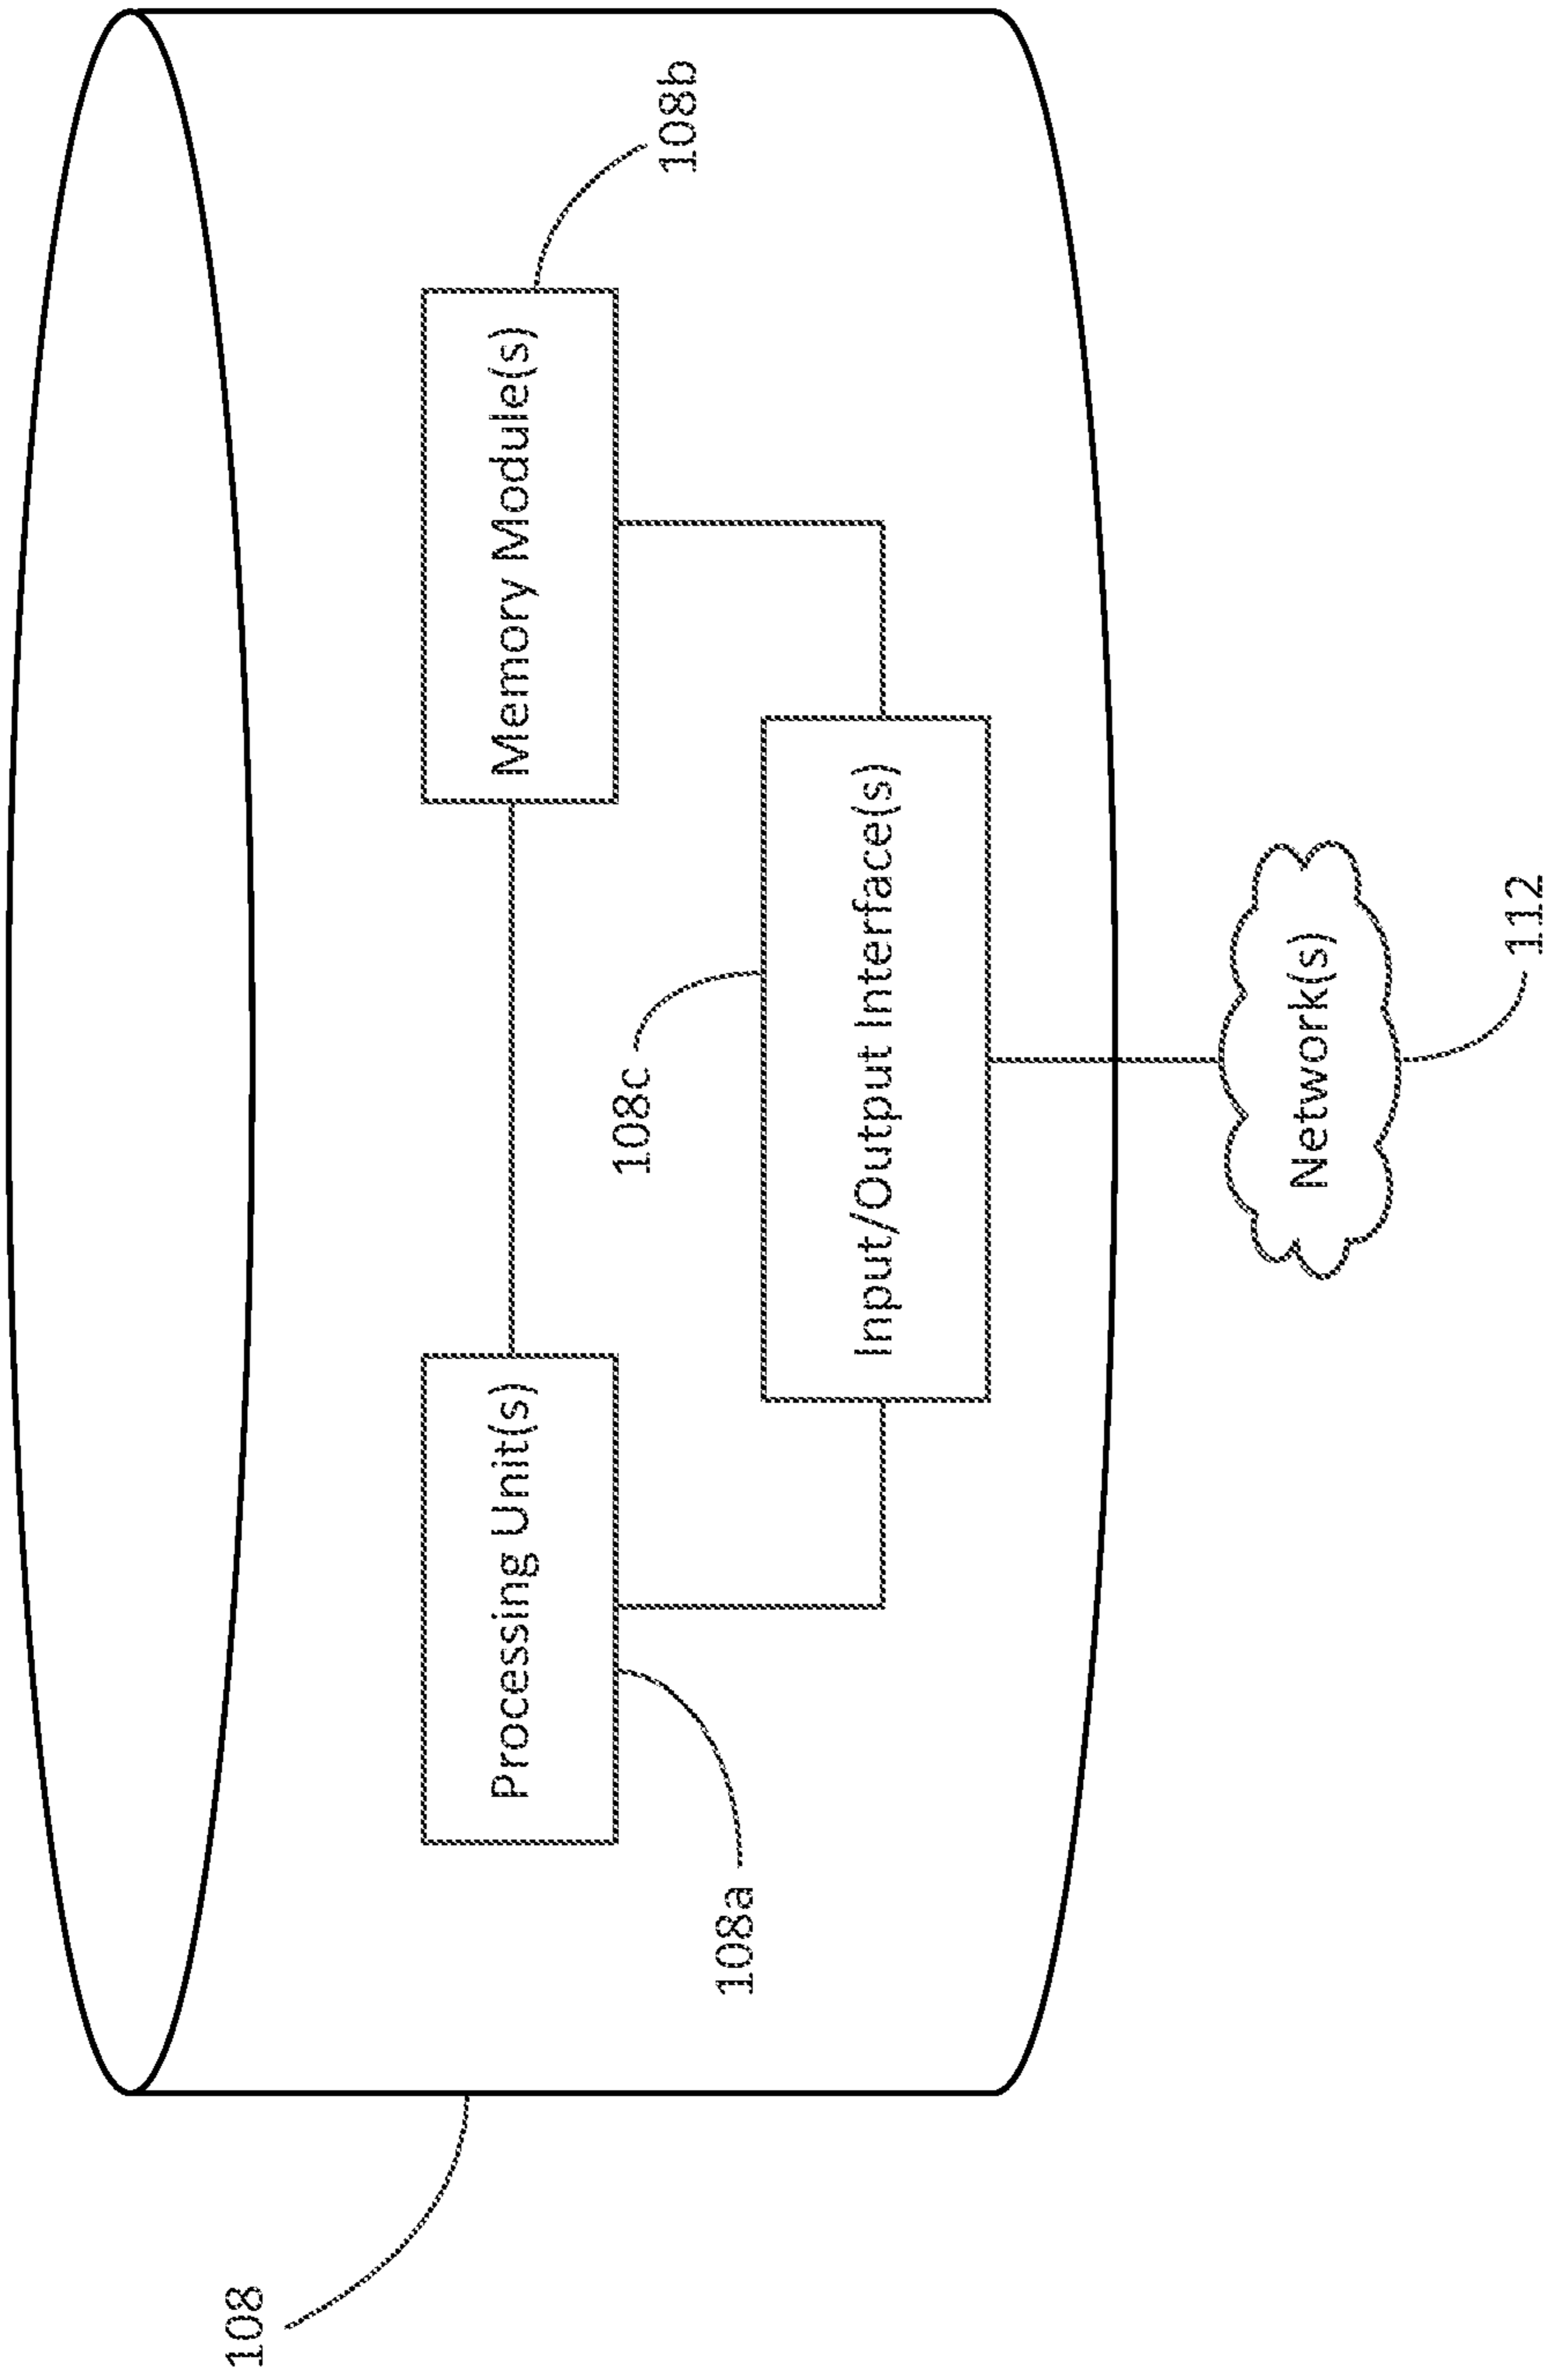 108
Processing Unit(s)
Memory Module(s)
108b
108a
108c
Input/Output Interface(s)
Network(s)
112